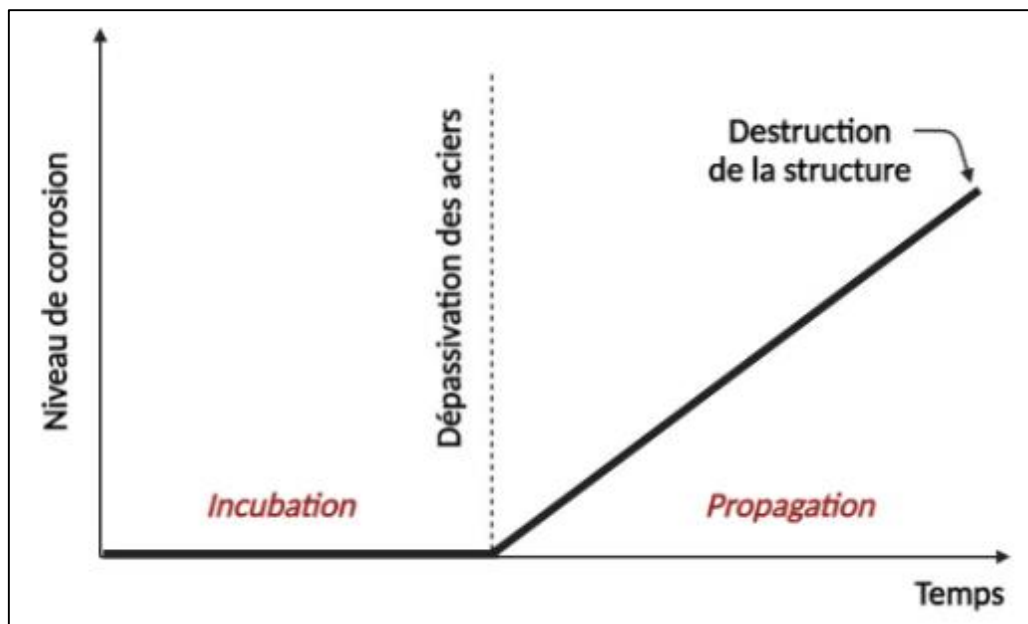 Niveau de corrosion
Dépassivation des aciers
Destruction
de la structure
Incubation
Propagation
Temps